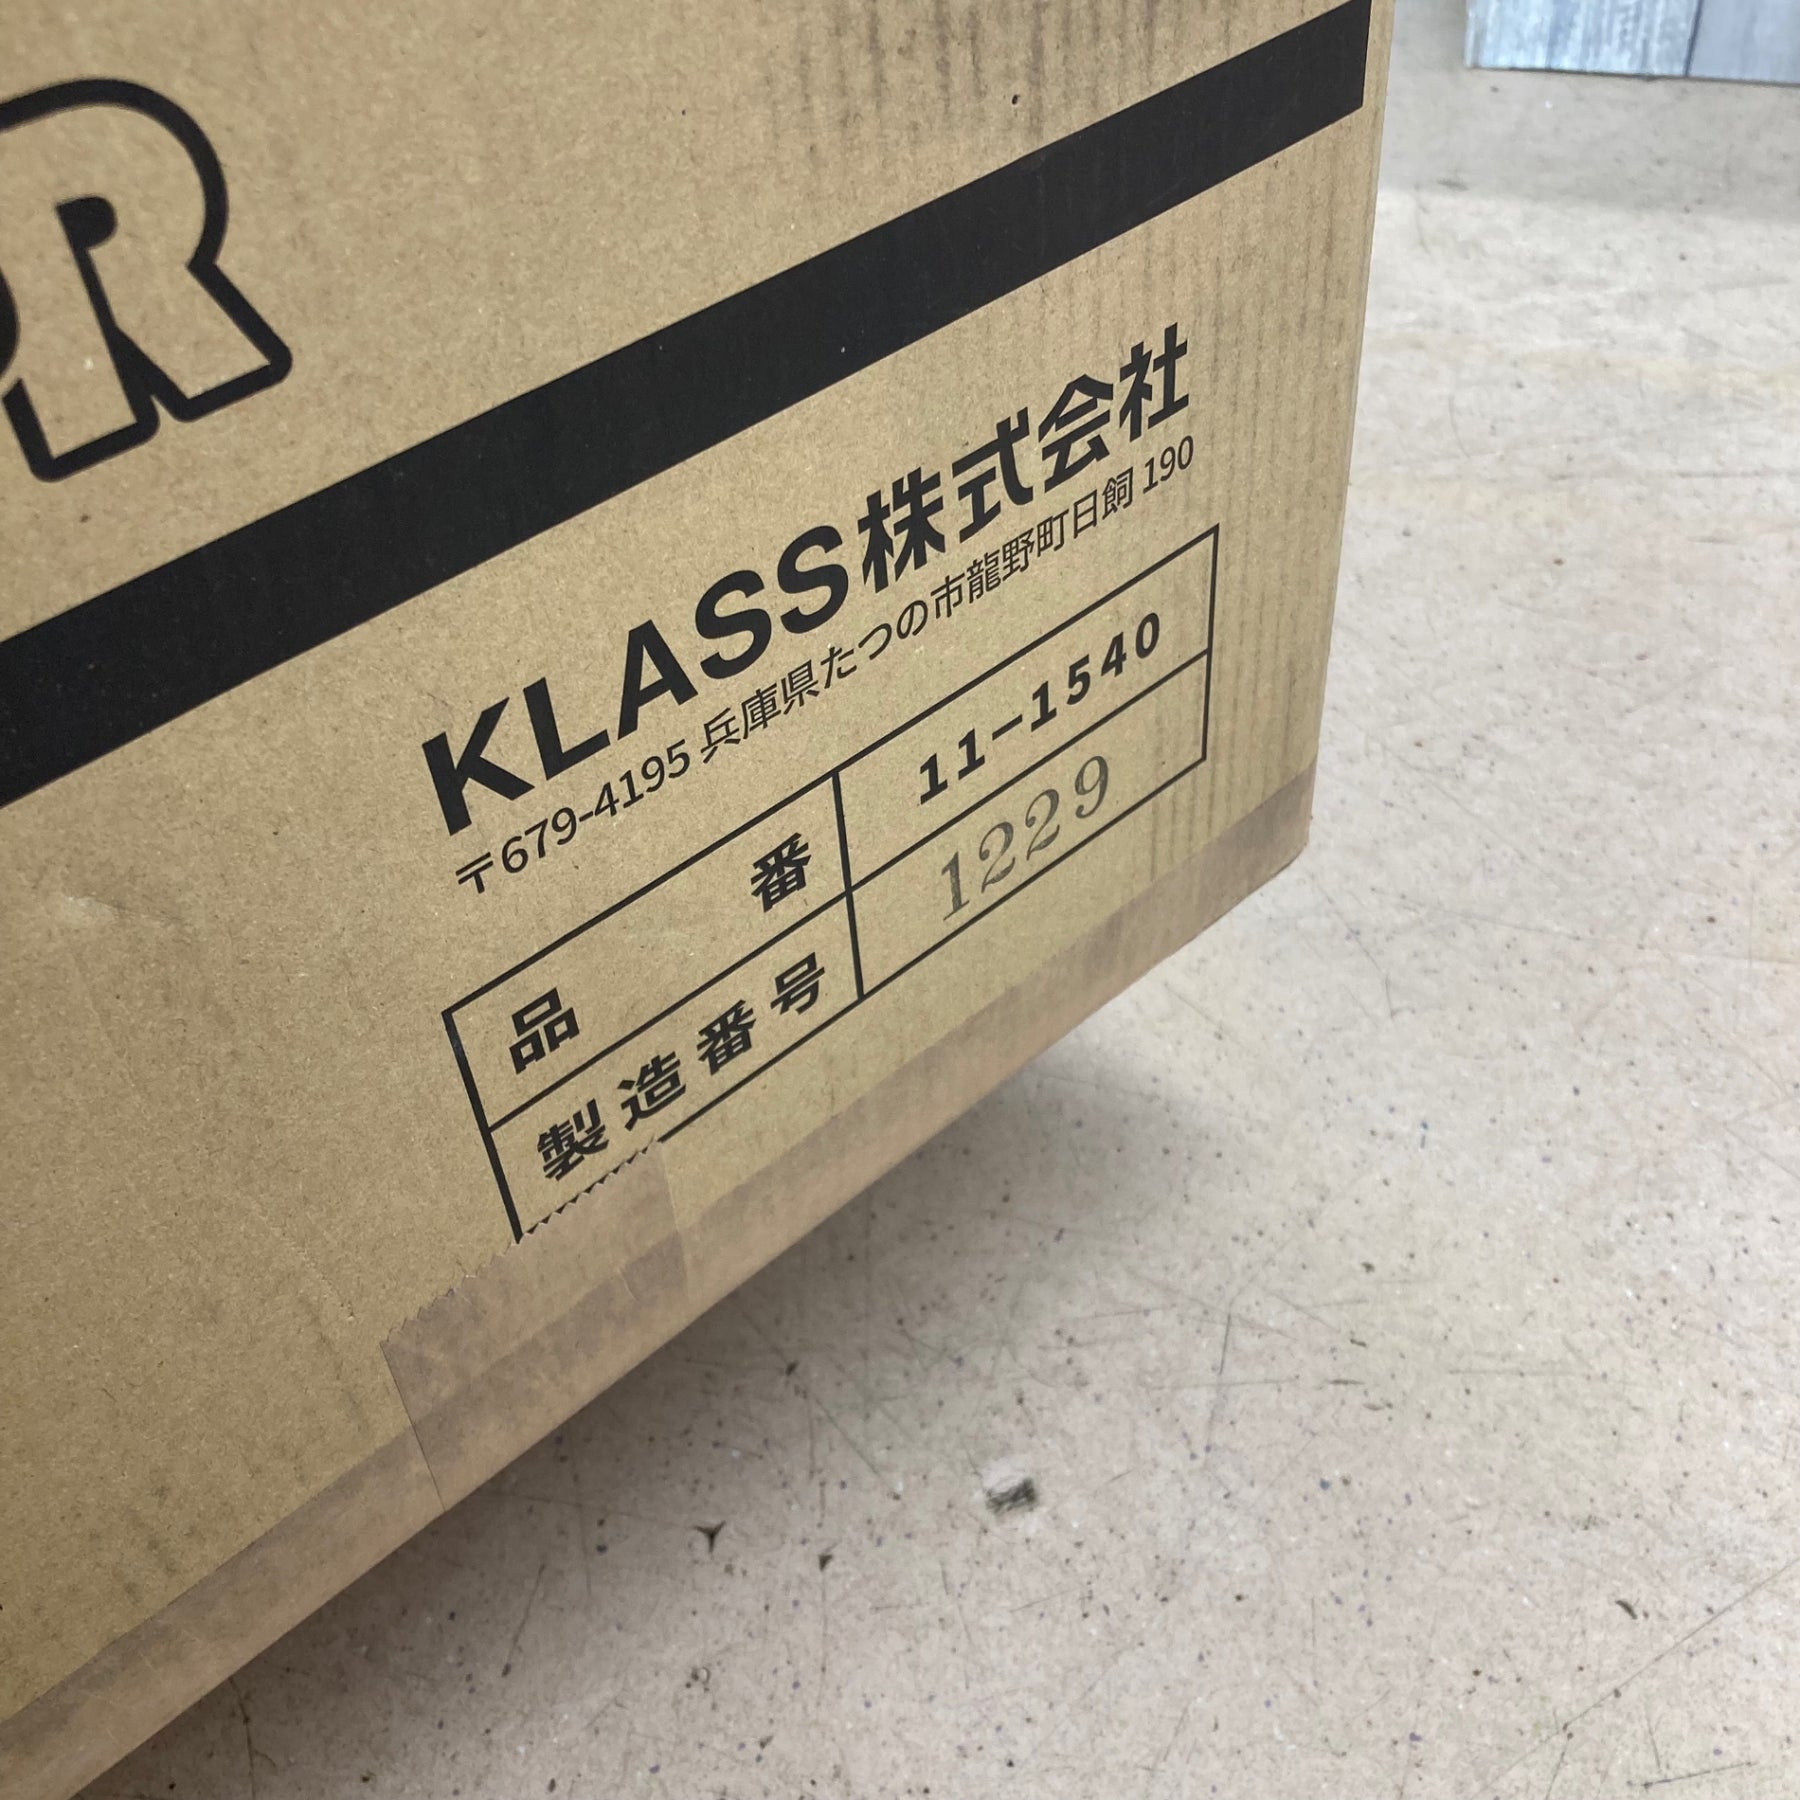 R
KLASS株式会社
〒679-4195 兵庫県たつの市龍野町日飼 190
品番 11-1540
製造番号 1229